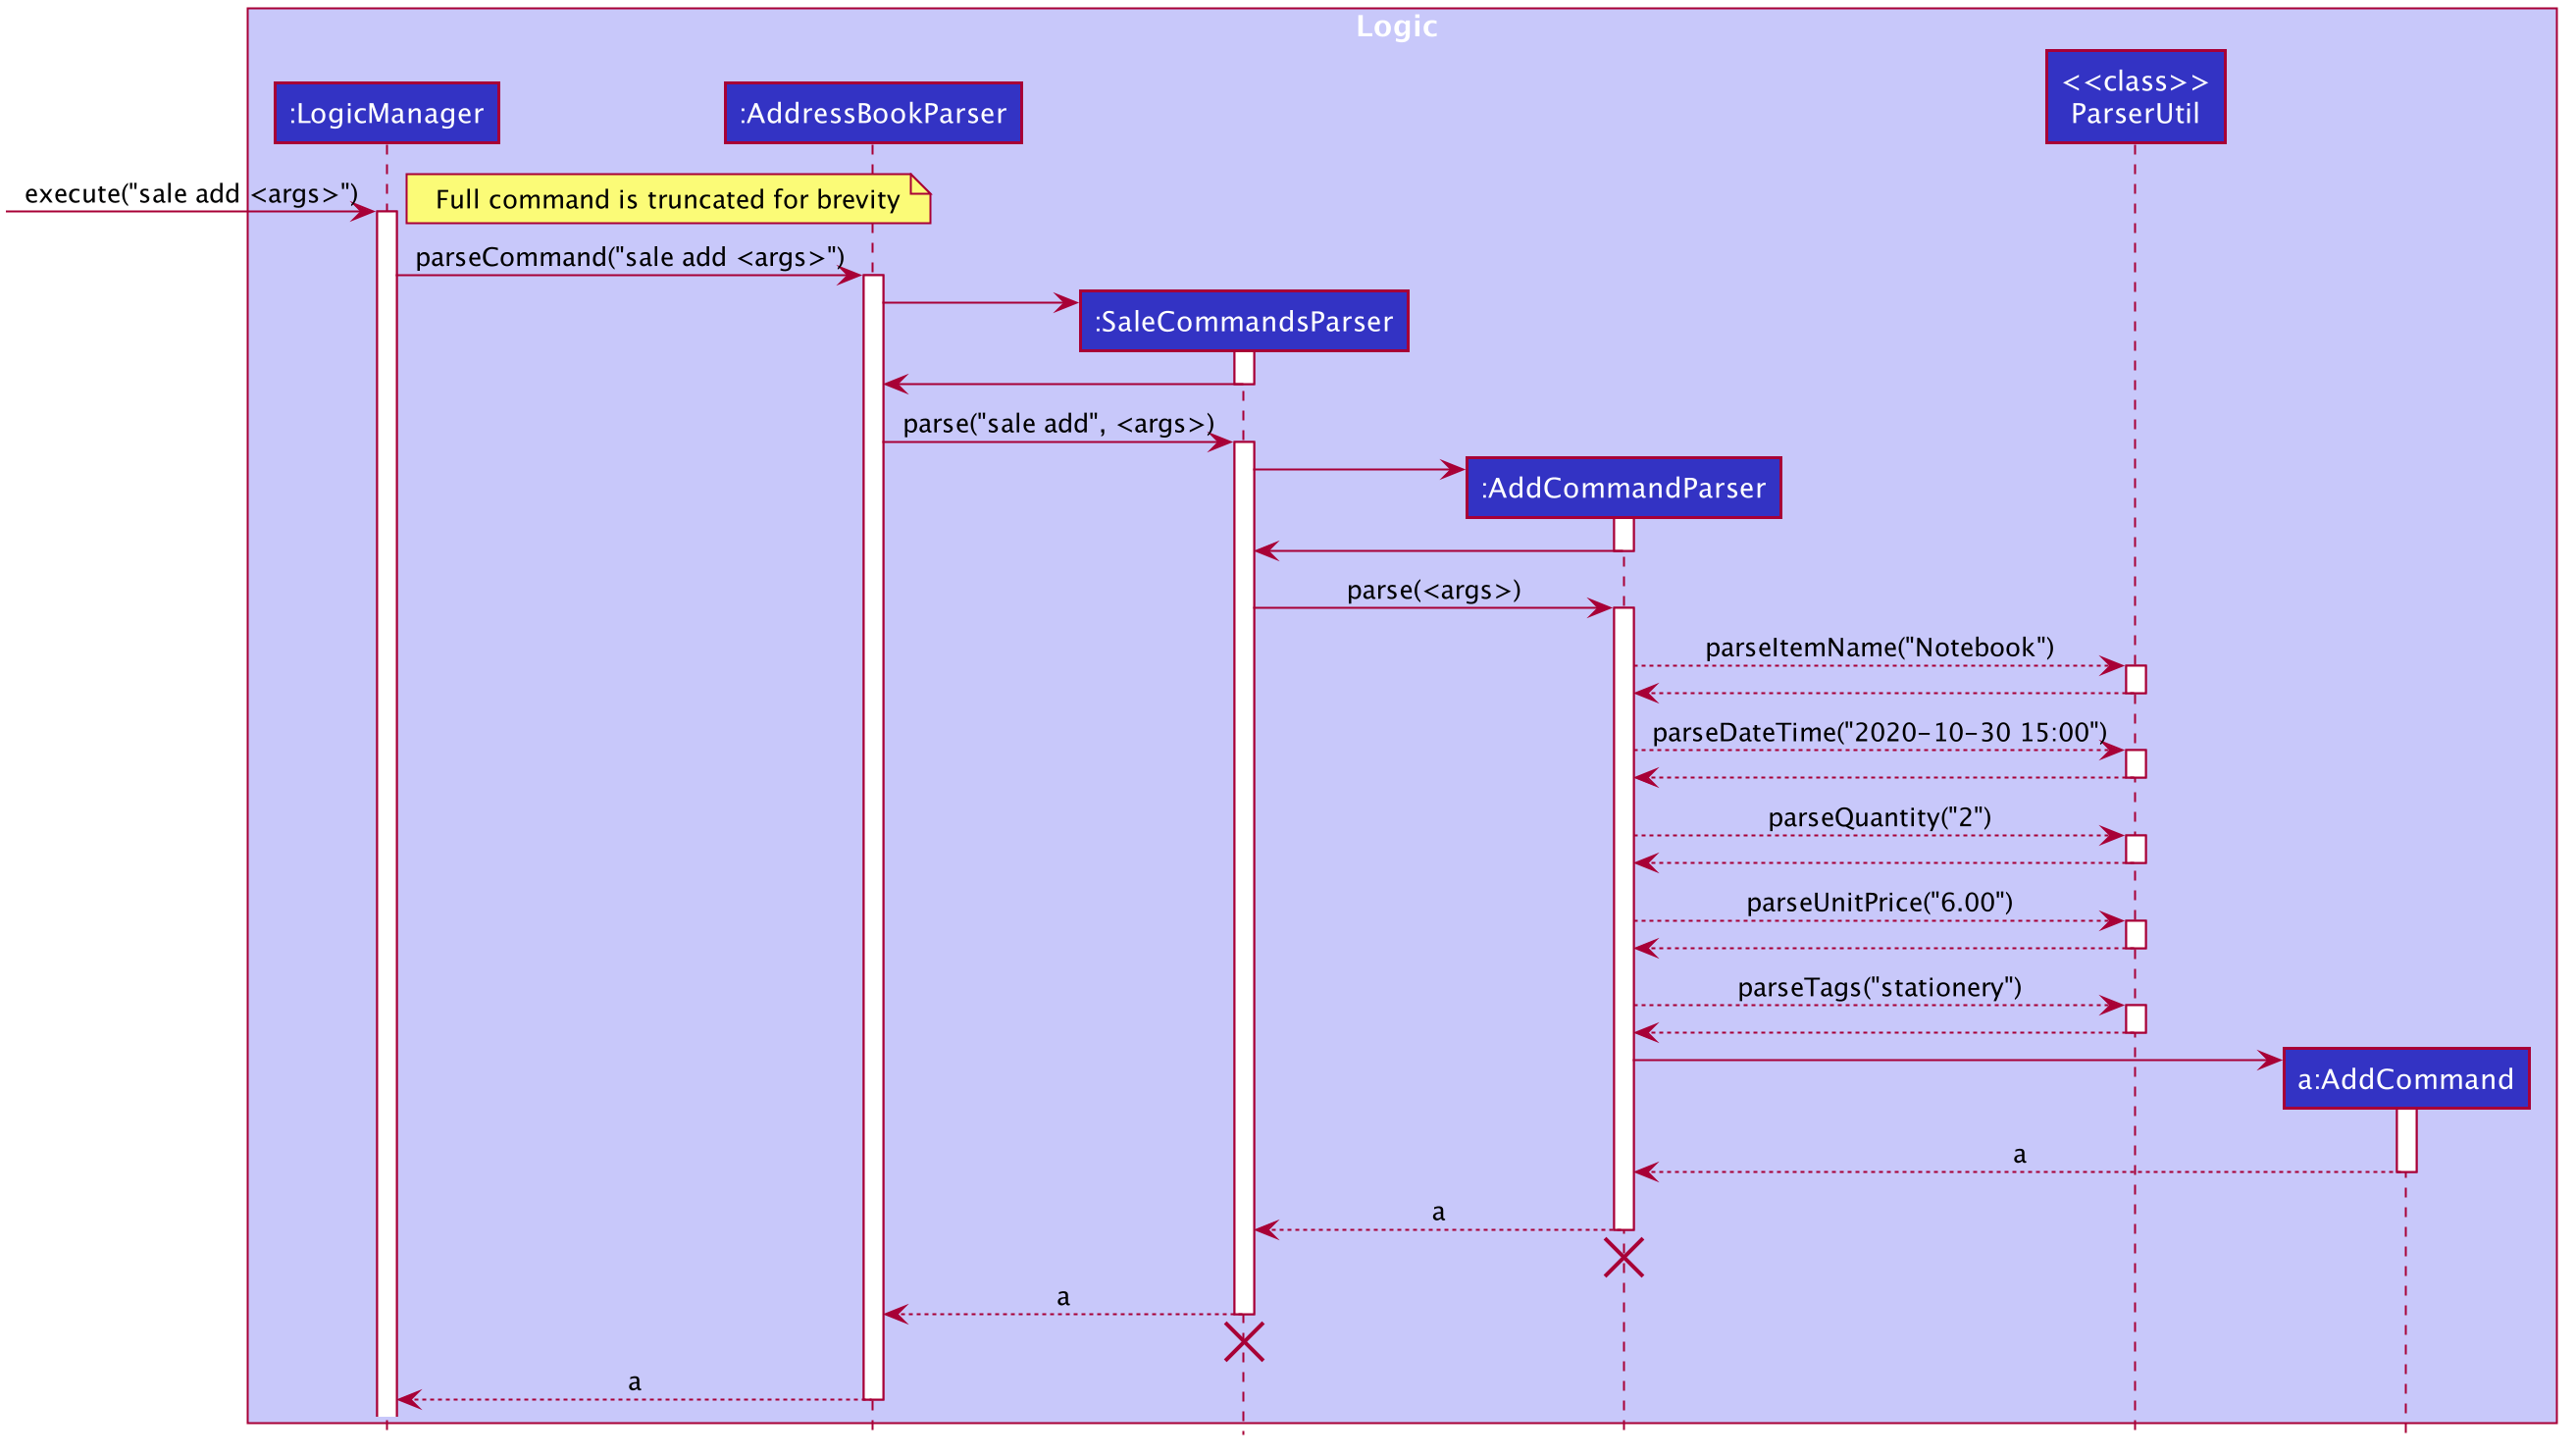 Logic
<<class>>
ParserUtil
:LogicManager
:AddressBookParser
execute("sale add <args>")
Full command is truncated for brevity
parseCommand("sale add <args>")
:SaleCommandsParser
parse("sale add", <args>)
:AddCommandParser
parse(<args>)
parseItemName("Notebook")
parseDateTime("2020-10-30 15:00")
parseQuantity("2")
parseUnitPrice("6.00")
parseTags("stationery")
a:AddCommand
a
a
a
a